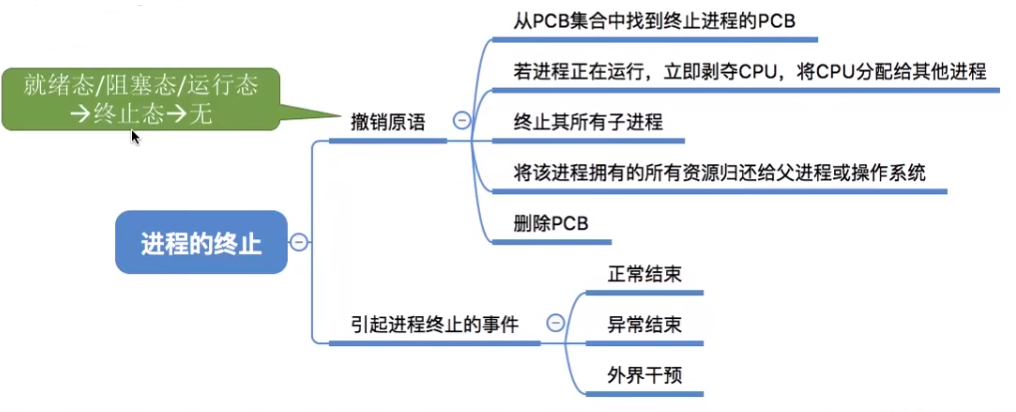 从PCB集合中找到终止进程的PCB
若进程正在运行，立即剥夺CPU，将CPU分配给其他进程
就绪态/阻塞态/运行态
→终止态→无
撤销原语
终止其所有子进程
将该进程拥有的所有资源归还给父进程或操作系统
删除PCB
进程的终止
引起进程终止的事件
正常结束
异常结束
外界干预